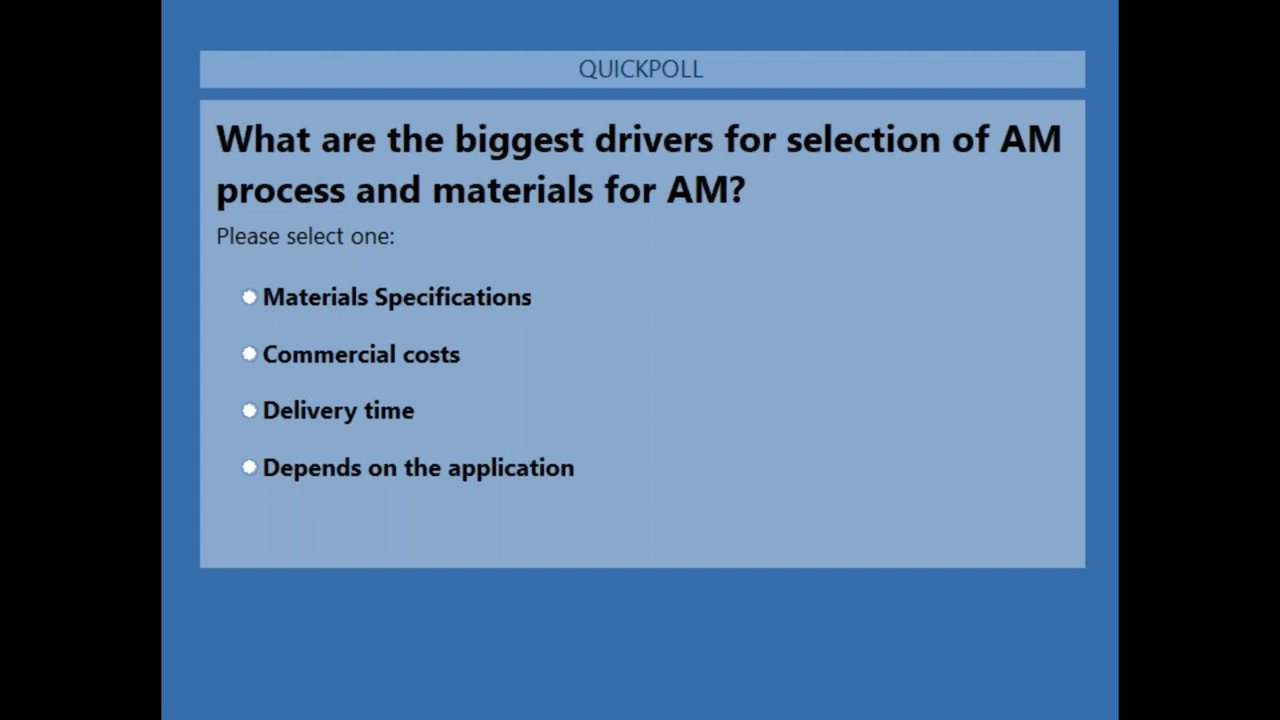 QUICKPOLL
What are the biggest drivers for selection of AM
process and materials for AM?
Please select one:
Materials Specifications
Commercial costs
Delivery time
Depends on the application